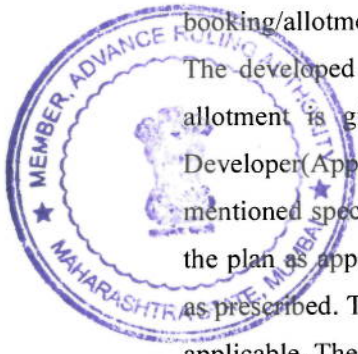 booking/allotm
The developed
allotment is g
Developer(App
mentioned spec
the plan as app
as prescribed. T
applicable. The
MEMBER, ADVANCE RULING AUTHORITY
MAHARASHTRA STATE, MUMBAI